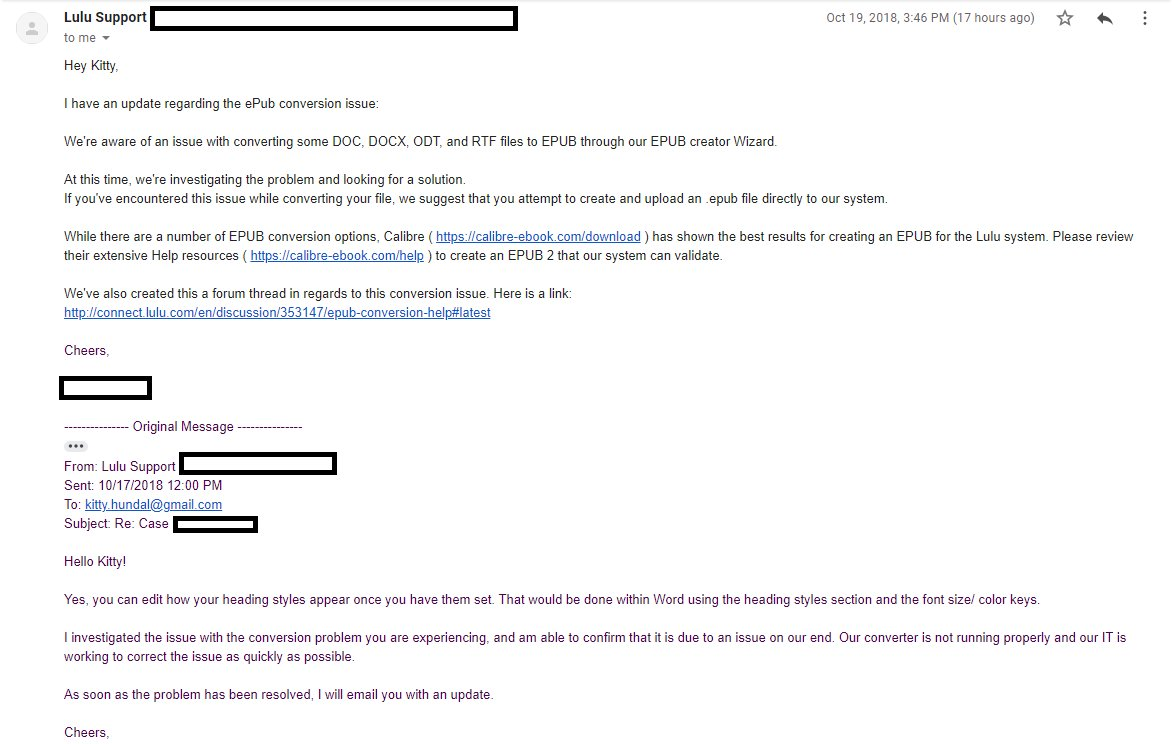 Lulu Support
Oct 19, 2018, 3:46 PM (17 hours ago)
to me
Hey Kitty,
I have an update regarding the ePub conversion issue:
We're aware of an issue with converting some DOC, DOCX, ODT, and RTF files to EPUB through our EPUB creator Wizard.
At this time, we're investigating the problem and looking for a solution.
If you've encountered this issue while converting your file, we suggest that you attempt to create and upload an .epub file directly to our system.
While there are a number of EPUB conversion options, Calibre ( https://calibre-ebook.com/download ) has shown the best results for creating an EPUB for the Lulu system. Please review
their extensive Help resources ( https://calibre-ebook.com/help ) to create an EPUB 2 that our system can validate.
We've also created this a forum thread in regards to this conversion issue. Here is a link:
http://connect.lulu.com/en/discussion/353147/epub-conversion-help#latest
Cheers,
--------------- Original Message ---------------
From: Lulu Support
Sent: 10/17/2018 12:00 PM
To: kitty.hundal@gmail.com
Subject: Re: Case
Hello Kitty!
Yes, you can edit how your heading styles appear once you have them set. That would be done within Word using the heading styles section and the font size/ color keys.
I investigated the issue with the conversion problem you are experiencing, and am able to confirm that it is due to an issue on our end. Our converter is not running properly and our IT is
working to correct the issue as quickly as possible.
As soon as the problem has been resolved, I will email you with an update.
Cheers,